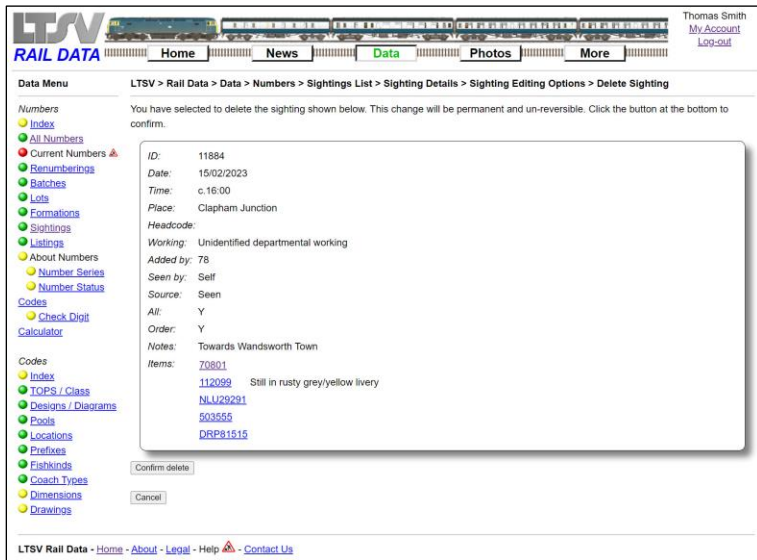 LTSV
RAIL DATA
Home
News
Data
Photos
More
Thomas Smith
My Account
Log-out
Data Menu
Numbers
Index
All Numbers
Current Numbers
Renumberings
Batches
Lots
Formations
Sightings
Listings
About Numbers
Number Series
Number Status
Codes
Check Digit
Calculator
Codes
Index
TOPS / Class
Designs / Diagrams
Pools
Locations
Prefixes
Fishkinds
Coach Types
Dimensions
Drawings
LTSV > Rail Data > Data > Numbers > Sightings List > Sighting Details > Sighting Editing Options > Delete Sighting
You have selected to delete the sighting shown below. This change will be permanent and un-reversible. Click the button at the bottom to
confirm.
ID: 11884
Date: 15/02/2023
Time: c.16:00
Place: Clapham Junction
Headcode:
Working: Unidentified departmental working
Added by: 78
Seen by: Self
Source: Seen
All: Y
Order: Y
Notes: Towards Wandsworth Town
Items: 70801
112099 Still in rusty grey/yellow livery
NLU29291
503555
DRP81515
Confirm delete
Cancel
LTSV Rail Data - Home - About - Legal - Help - Contact Us